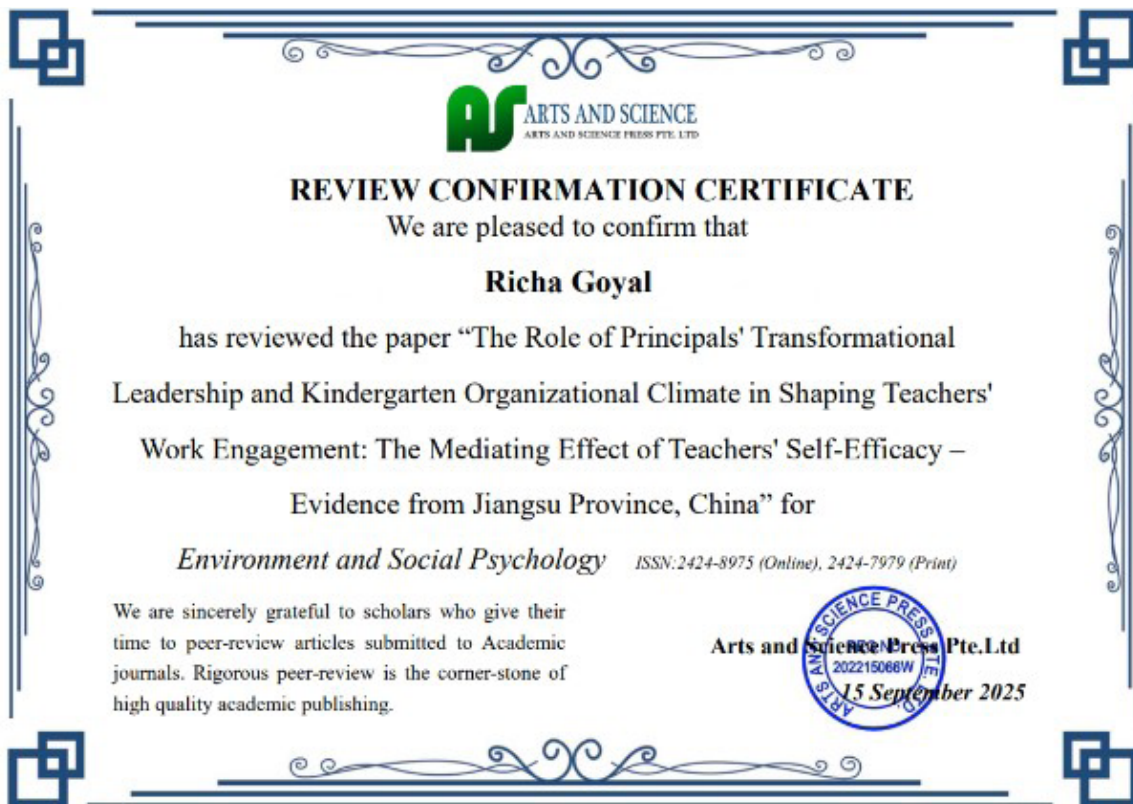 AS ARTS AND SCIENCE
ARTS AND SCIENCE PRESS PTE. LTD
REVIEW CONFIRMATION CERTIFICATE
We are pleased to confirm that
Richa Goyal
has reviewed the paper “The Role of Principals' Transformational
Leadership and Kindergarten Organizational Climate in Shaping Teachers'
Work Engagement: The Mediating Effect of Teachers' Self-Efficacy –
Evidence from Jiangsu Province, China” for
Environment and Social Psychology ISSN:2424-8975 (Online), 2424-7979 (Print)
We are sincerely grateful to scholars who give their
time to peer-review articles submitted to Academic
journals. Rigorous peer-review is the corner-stone of
high quality academic publishing.
Arts and Science Press Pte.Ltd
15 September 2025
ARTS AND SCIENCE PRESS PTE. LTD.
202215066W